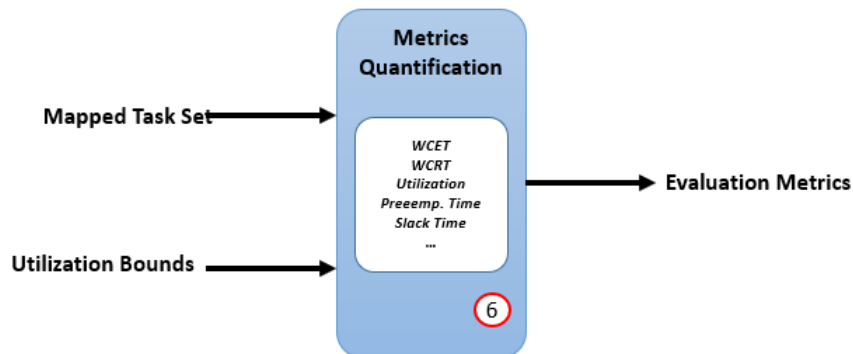 Metrics
Quantification
Mapped Task Set
WCET
WCRT
Utilization
Preeemp. Time
Slack Time
...
Evaluation Metrics
Utilization Bounds
6